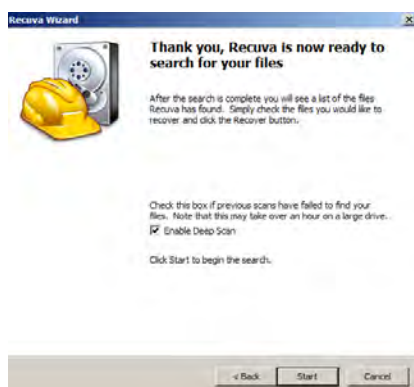 Recuva Wizard
Thank you, Recuva is now ready to
search for your files
After the search is complete you will see a list of the files
Recuva has found. Simply check the files you would like to
recover and click the Recover button.
Check this box if previous scans have failed to find your
files. Note that this may take over an hour on a large drive.
Enable Deep Scan
Click Start to begin the search.
< Back
Start
Cancel